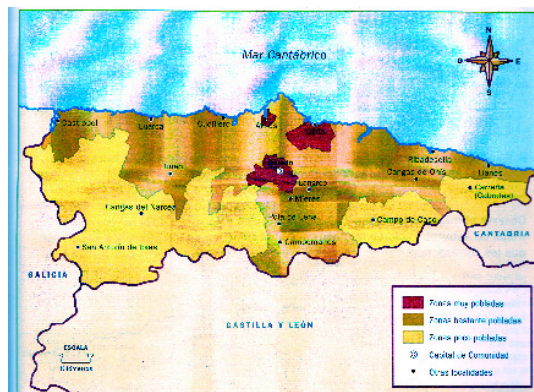 N
O
E
S
Mar Cantábrico
Castropol
Luarca
Cudillero
Avilés
Gijón
Oviedo
Ribadesella
Llanes
Tineo
Langreo
Cangas de Onís
Carreña
(Cabrales)
Mieres
Cangas del Narcea
Pola de Lena
Campo de Caso
San Antolín de Ibias
Campomanes
CANTABRIA
GALICIA
CASTILLA Y LEÓN
ESCALA
Kilómetros
Zonas muy pobladas
Zonas bastante pobladas
Zonas poco pobladas
Capital de Comunidad
Otras localidades